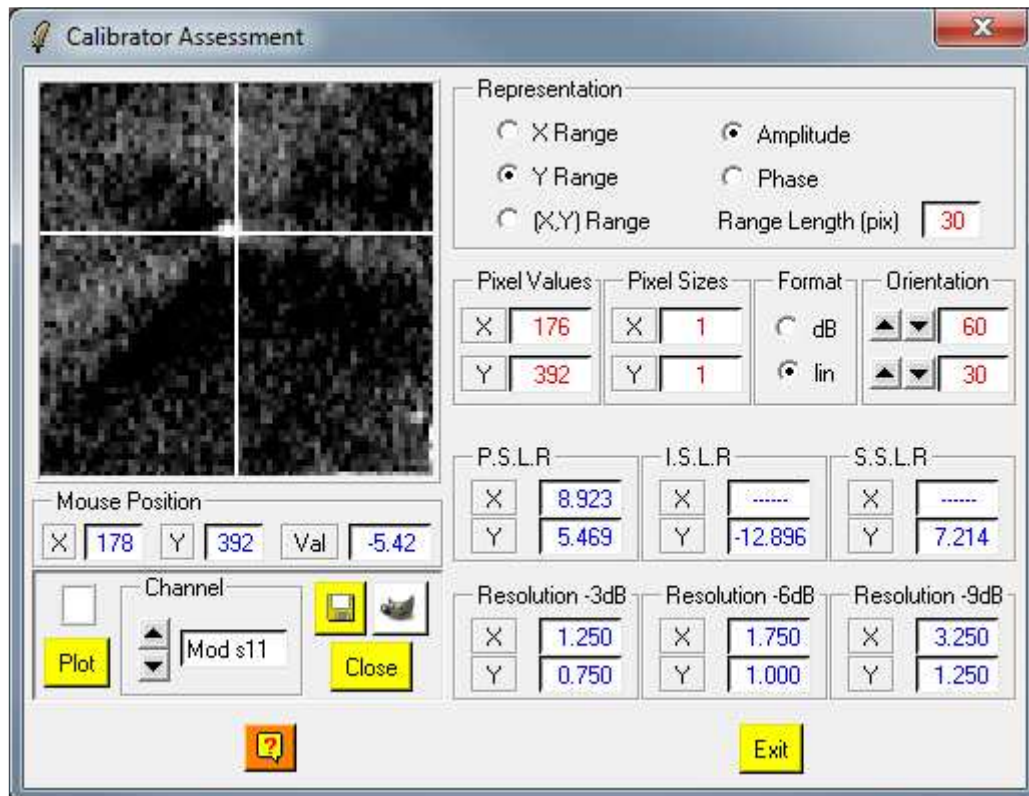 Calibrator Assessment
Representation
X Range
Amplitude
Y Range
Phase
(X,Y) Range
Range Length (pix) 30
Pixel Values
X 176
Y 392
Pixel Sizes
X 1
Y 1
Format
dB
lin
Orientation
60
30
P.S.L.R
X 8.923
Y 5.469
I.S.L.R
X ------
Y -12.896
S.S.L.R
X ------
Y 7.214
Mouse Position
X 178 Y 392 Val -5.42
Plot
Channel
Mod s11
Close
Resolution -3dB
X 1.250
Y 0.750
Resolution -6dB
X 1.750
Y 1.000
Resolution -9dB
X 3.250
Y 1.250
?
Exit